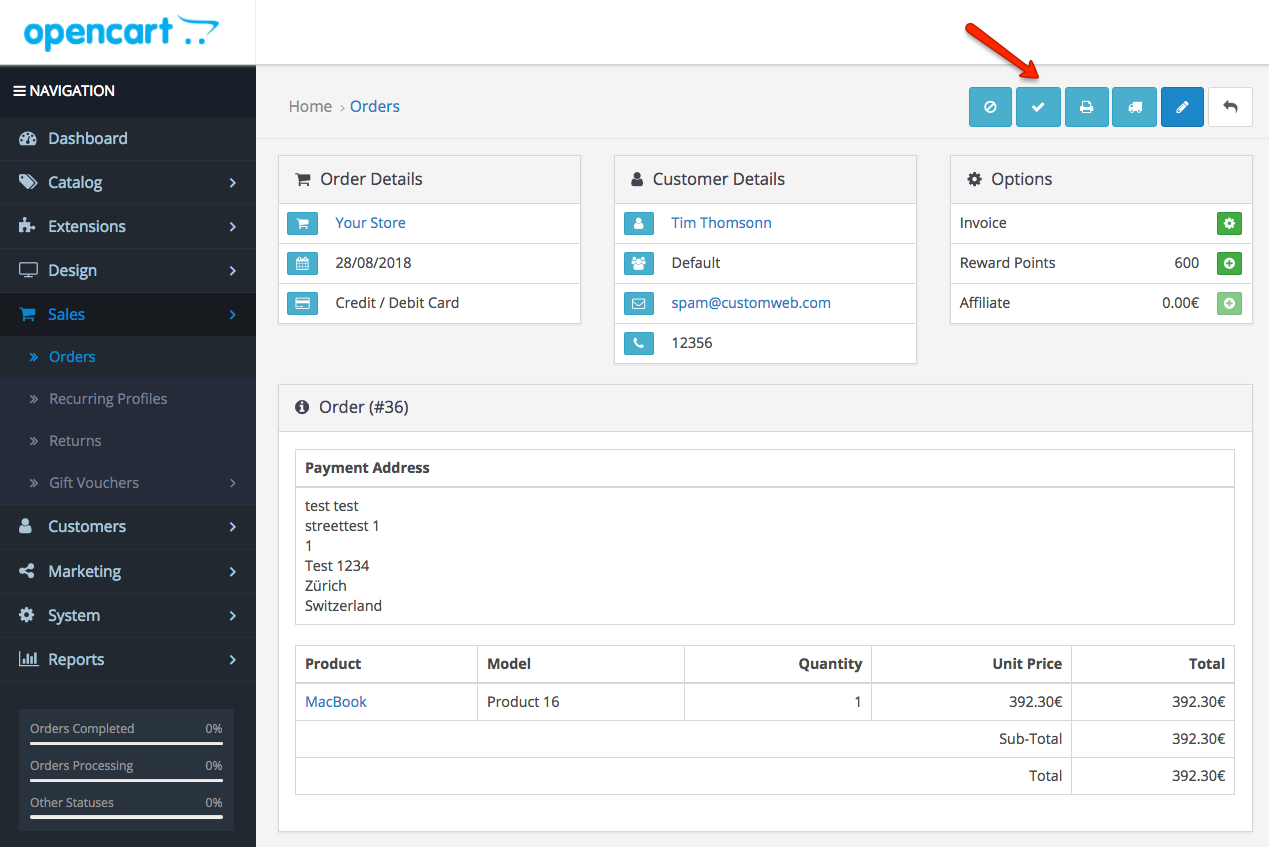 opencart
NAVIGATION
Dashboard
Catalog
Extensions
Design
Sales
Orders
Recurring Profiles
Returns
Gift Vouchers
Customers
Marketing
System
Reports
Orders Completed 0%
Orders Processing 0%
Other Statuses 0%
Home › Orders
Order Details
Your Store
28/08/2018
Credit / Debit Card
Customer Details
Tim Thomsonn
Default
spam@customweb.com
12356
Options
Invoice
Reward Points 600
Affiliate 0.00€
Order (#36)
Payment Address
test test
streettest 1
1
Test 1234
Zürich
Switzerland
Product Model Quantity Unit Price Total
MacBook Product 16 1 392.30€ 392.30€
Sub-Total 392.30€
Total 392.30€